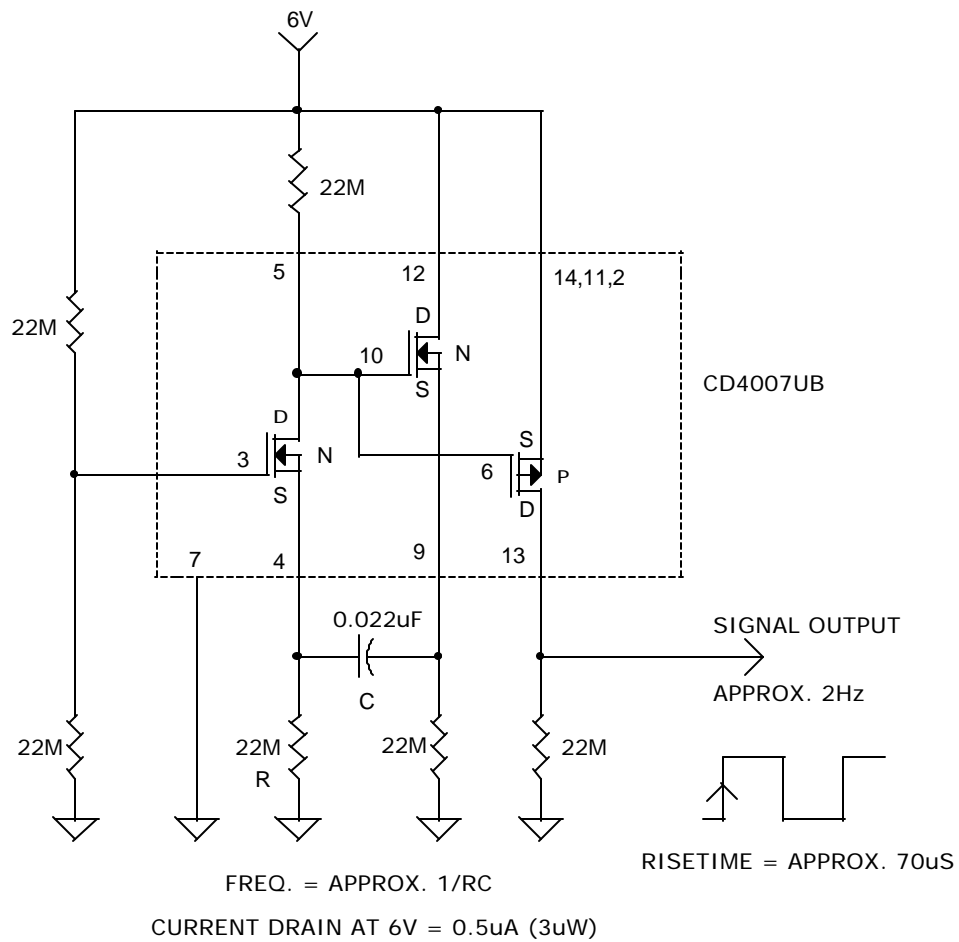 6V
22M
5
12
14,11,2
22M
D
10
N
S
CD4007UB
D
S
3
N
6
P
S
D
7
4
9
13
0.022uF
SIGNAL OUTPUT
C
APPROX. 2Hz
22M
22M
22M
22M
R
RISETIME = APPROX. 70uS
FREQ. = APPROX. 1/RC
CURRENT DRAIN AT 6V = 0.5uA (3uW)